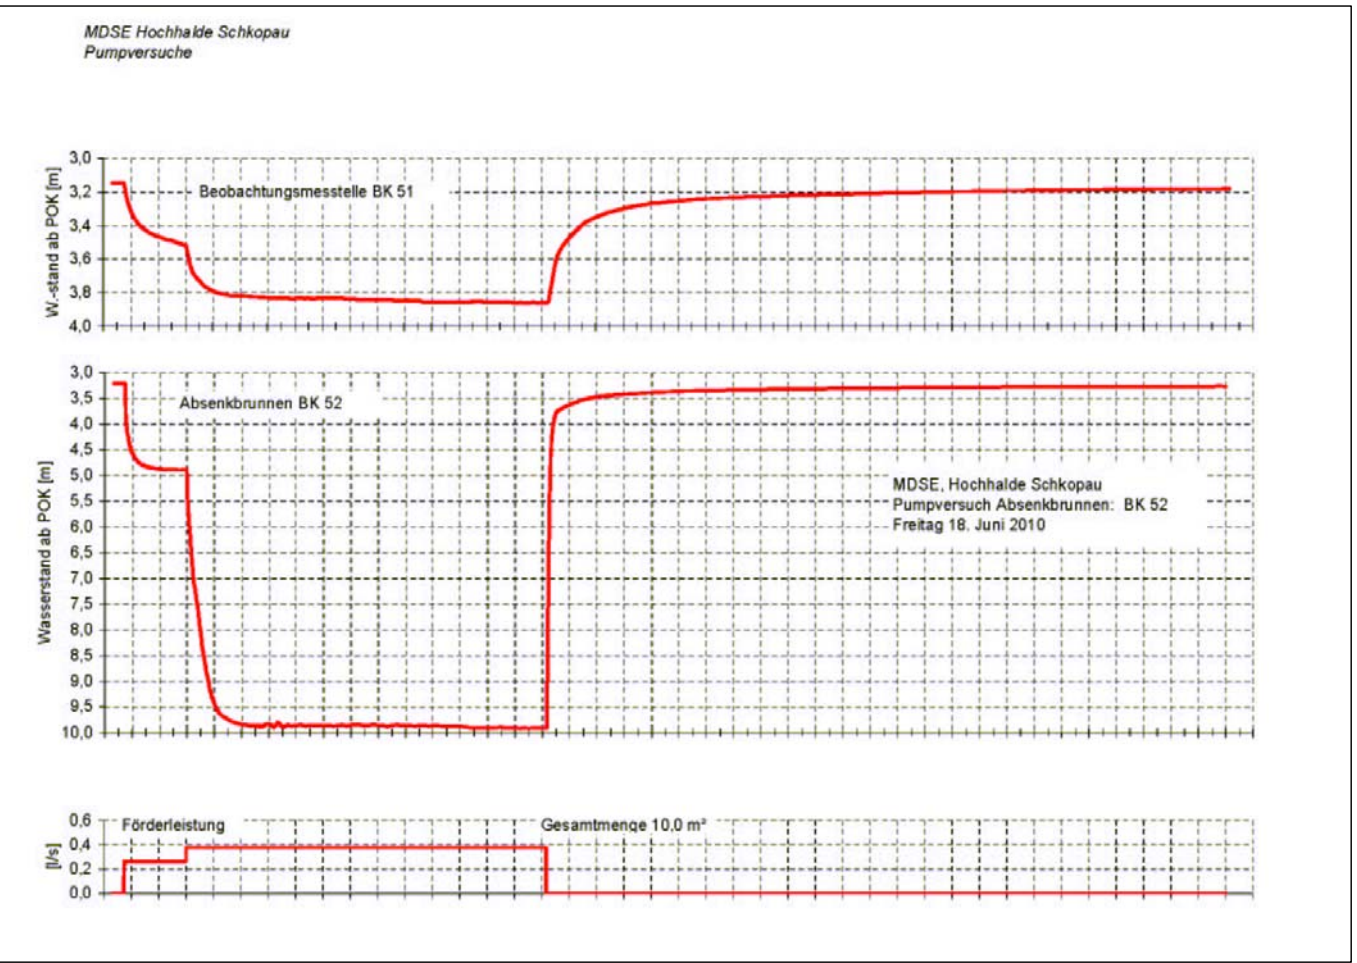 MDSE Hochhalde Schkopau
Pumpversuche
W.-stand ab POK [m]
3,0
3,2
3,4
3,6
3,8
4,0
Beobachtungsmesstelle BK 51
Wasserstand ab POK [m]
3,0
3,5
4,0
4,5
5,0
5,5
6,0
6,5
7,0
7,5
8,0
8,5
9,0
9,5
10,0
Absenkbrunnen BK 52
MDSE, Hochhalde Schkopau
Pumpversuch Absenkbrunnen: BK 52
Freitag 18. Juni 2010
[l/s]
0,6
0,4
0,2
0,0
Förderleistung
Gesamtmenge 10,0 m³